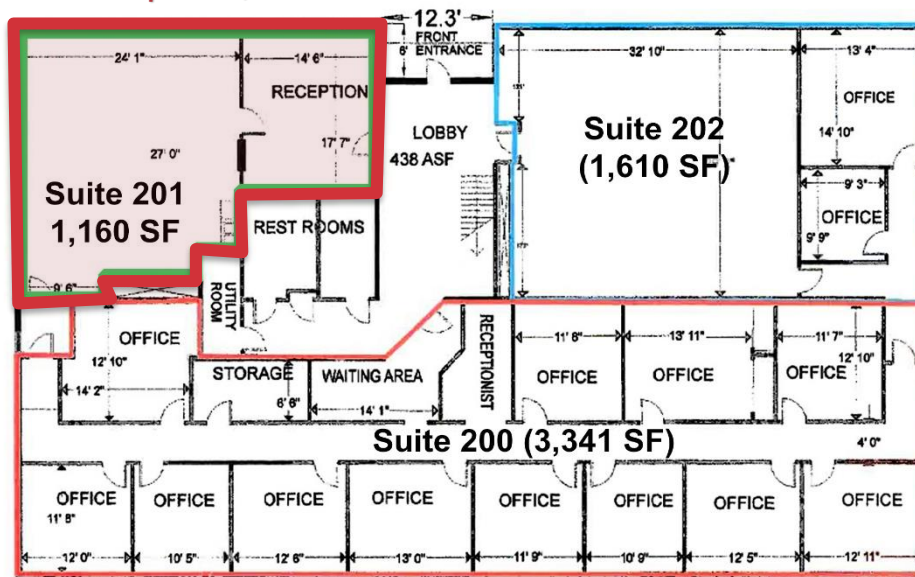 12.3'
FRONT
ENTRANCE
6'
24' 1"
14' 6"
32' 10"
13' 4"
RECEPTION
OFFICE
LOBBY
438 ASF
Suite 202
(1,610 SF)
14' 10"
17' 7"
27' 0"
Suite 201
1,160 SF
9' 3"
OFFICE
9' 9"
REST ROOMS
9' 6"
UTILITY
ROOM
OFFICE
12' 10"
14' 2"
STORAGE
6' 6"
WAITING AREA
14' 1"
RECEPTIONIST
11' 8"
OFFICE
13' 11"
OFFICE
11' 7"
12' 10"
OFFICE
Suite 200 (3,341 SF)
4' 0"
OFFICE
OFFICE
OFFICE
OFFICE
OFFICE
OFFICE
OFFICE
OFFICE
11' 8"
12' 0"
10' 5"
12' 6"
13' 0"
11' 9"
10' 9"
12' 5"
12' 11"